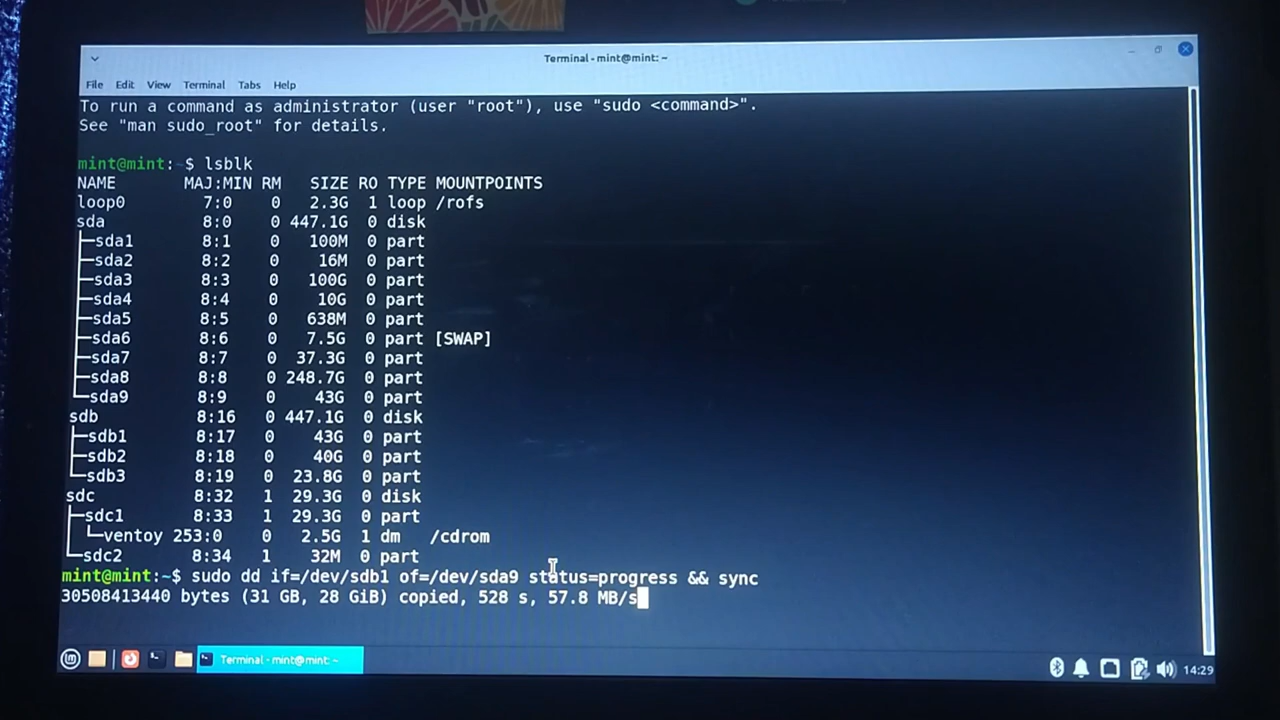 Terminal - mint@mint: ~
File Edit View Terminal Tabs Help
To run a command as administrator (user "root"), use "sudo <command>".
See "man sudo_root" for details.
mint@mint:~$ lsblk
NAME MAJ:MIN RM SIZE RO TYPE MOUNTPOINTS
loop0 7:0 0 2.3G 1 loop /rofs
sda 8:0 0 447.1G 0 disk
├─sda1 8:1 0 100M 0 part
├─sda2 8:2 0 16M 0 part
├─sda3 8:3 0 100G 0 part
├─sda4 8:4 0 10G 0 part
├─sda5 8:5 0 638M 0 part
├─sda6 8:6 0 7.5G 0 part [SWAP]
├─sda7 8:7 0 37.3G 0 part
├─sda8 8:8 0 248.7G 0 part
└─sda9 8:9 0 43G 0 part
sdb 8:16 0 447.1G 0 disk
├─sdb1 8:17 0 43G 0 part
├─sdb2 8:18 0 40G 0 part
└─sdb3 8:19 0 23.8G 0 part
sdc 8:32 1 29.3G 0 disk
├─sdc1 8:33 1 29.3G 0 part
│ └─ventoy 253:0 0 2.5G 1 dm /cdrom
└─sdc2 8:34 1 32M 0 part
mint@mint:~$ sudo dd if=/dev/sdb1 of=/dev/sda9 status=progress && sync
30508413440 bytes (31 GB, 28 GiB) copied, 528 s, 57.8 MB/s
Terminal - mint@mint: ~
14:29